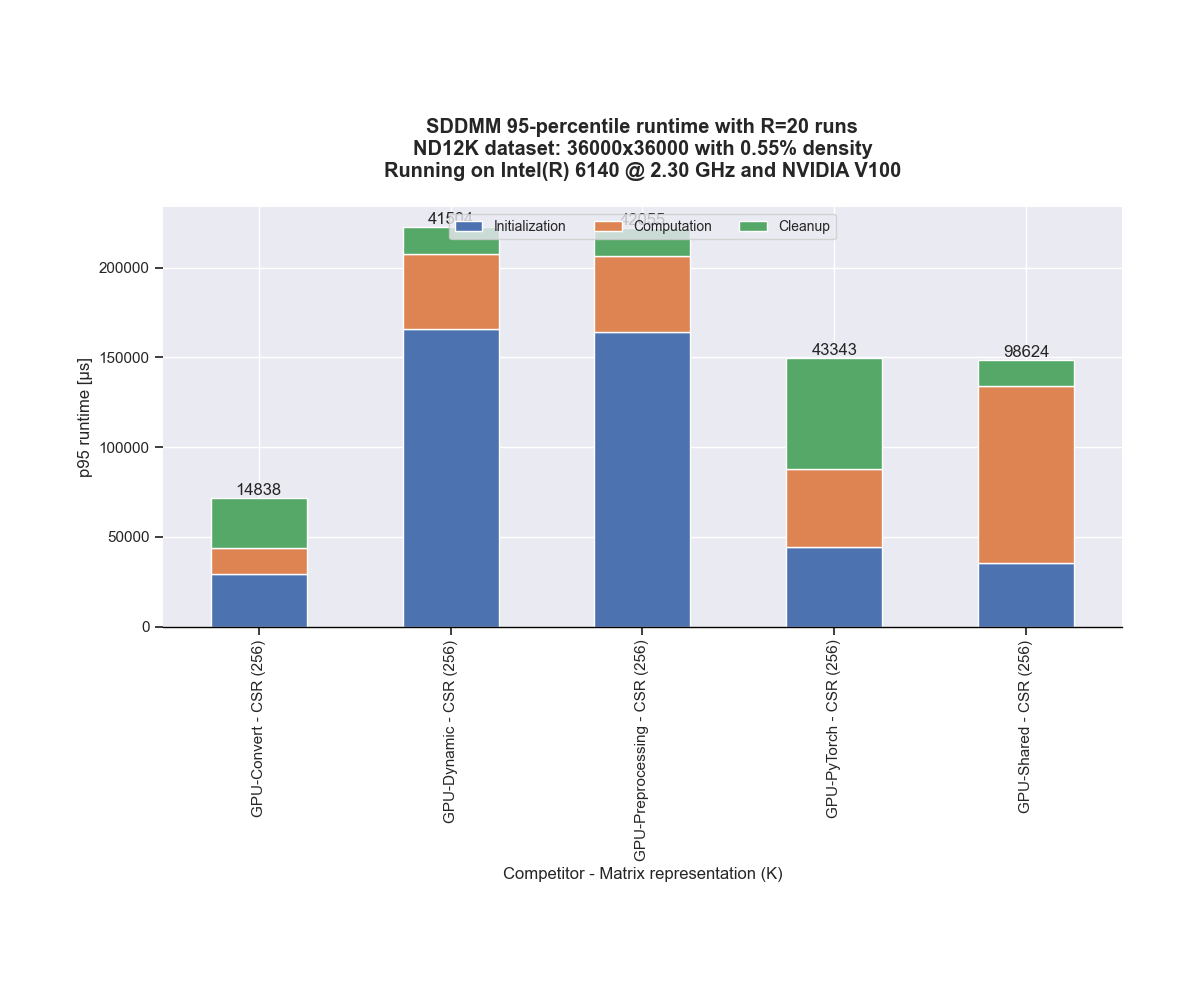 SDDMM 95-percentile runtime with R=20 runs
ND12K dataset: 36000x36000 with 0.55% density
Running on Intel(R) 6140 @ 2.30 GHz and NVIDIA V100
41504
42055
Initialization
Computation
Cleanup
200000
150000
100000
50000
0
p95 runtime [µs]
14838
43343
98624
GPU-Convert - CSR (256)
GPU-Dynamic - CSR (256)
GPU-Preprocessing - CSR (256)
GPU-PyTorch - CSR (256)
GPU-Shared - CSR (256)
Competitor - Matrix representation (K)